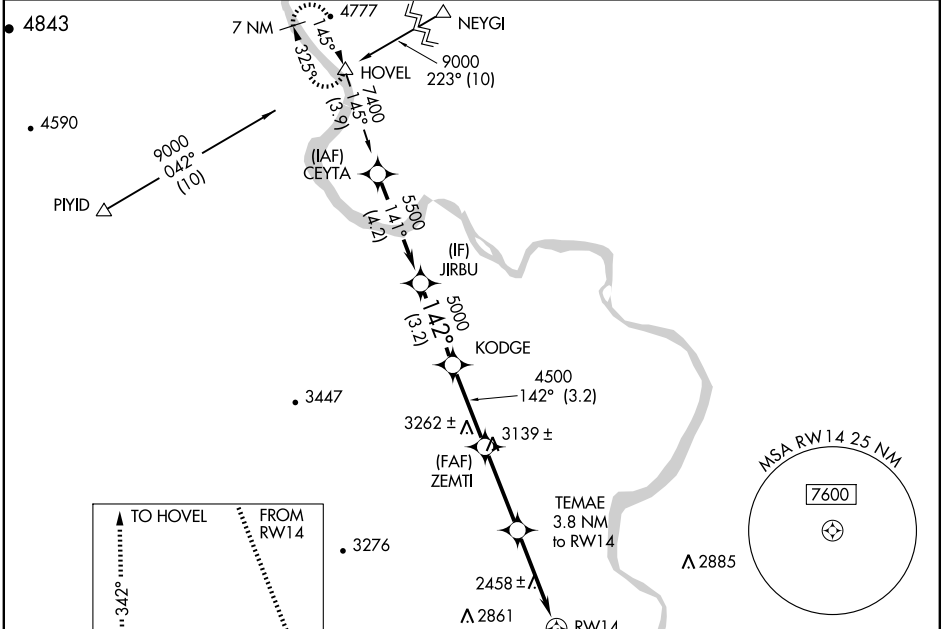 4843
4777
7 NM
145°
325°
NEYGI
HOVEL
9000
223° (10)
7400
145°
(3.9)
4590
9000
042°
(10)
(IAF)
CEYTA
PIYID
5500
141°
(4.2)
(IF)
JIRBU
5000
142°
(3.2)
KODGE
4500
142° (3.2)
3447
3262 ±
3139 ±
(FAF)
ZEMTI
MSA RW14 25 NM
7600
TEMAE
3.8 NM
to RW14
TO HOVEL
FROM
RW14
342°
3276
2885
2458 ±
2861
RW14